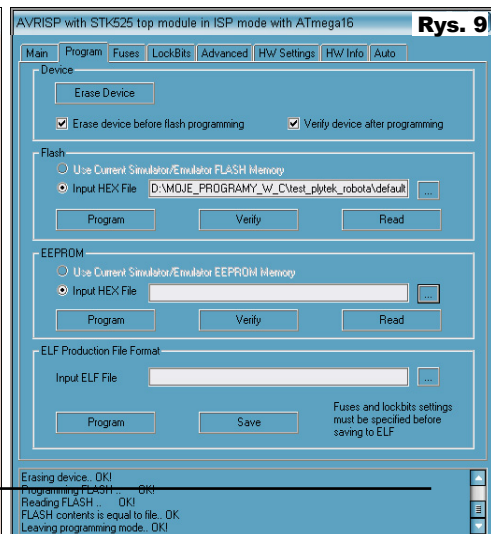 AVRISP with STK525 top module in ISP mode with ATmega16
Rys. 9
Main Program Fuses LockBits Advanced HW Settings HW Info Auto
Device
Erase Device
Erase device before flash programming Verify device after programming
Flash
Use Current Simulator/Emulator FLASH Memory
Input HEX File D:\MOJE_PROGRAMY_W_C\test_plytek_robota\default ...
Program Verify Read
EEPROM
Use Current Simulator/Emulator EEPROM Memory
Input HEX File ...
Program Verify Read
ELF Production File Format
Input ELF File ...
Program Save
Fuses and lockbits settings
must be specified before
saving to ELF
Erasing device.. OK!
Programming FLASH .. OK!
Reading FLASH .. OK!
FLASH contents is equal to file.. OK
Leaving programming mode.. OK!